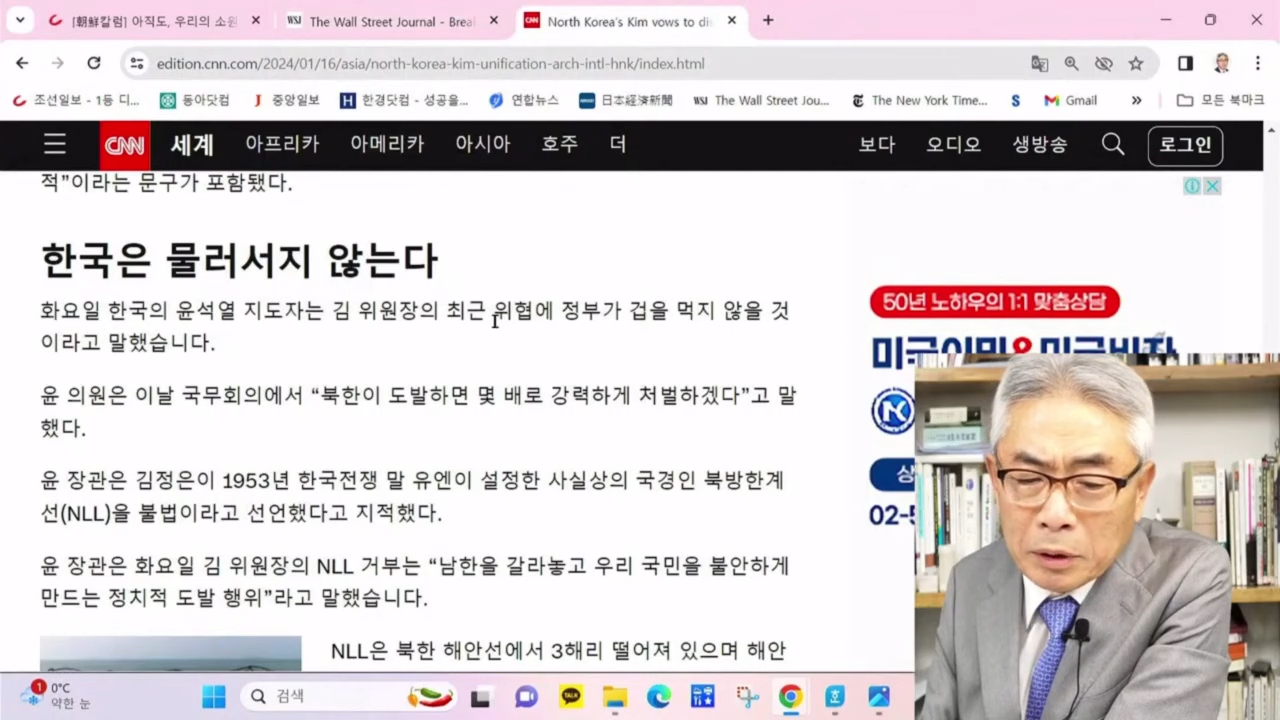 [朝鮮칼럼] 아직도, 우리의 소원
The Wall Street Journal - Brea
North Korea's Kim vows to di
edition.cnn.com/2024/01/16/asia/north-korea-kim-unification-arch-intl-hnk/index.html
조선일보 - 1등 디...
동아닷컴
중앙일보
한경닷컴 - 성공을...
연합뉴스
日本經濟新聞
WSJ The Wall Street Jou...
The New York Time...
Gmail
모든 북마크
CNN 세계 아프리카 아메리카 아시아 호주 더 보다 오디오 생방송 로그인
적”이라는 문구가 포함됐다.
한국은 물러서지 않는다
화요일 한국의 윤석열 지도자는 김 위원장의 최근 위협에 정부가 겁을 먹지 않을 것
이라고 말했습니다.
윤 의원은 이날 국무회의에서 “북한이 도발하면 몇 배로 강력하게 처벌하겠다”고 말
했다.
윤 장관은 김정은이 1953년 한국전쟁 말 유엔이 설정한 사실상의 국경인 북방한계
선(NLL)을 불법이라고 선언했다고 지적했다.
윤 장관은 화요일 김 위원장의 NLL 거부는 “남한을 갈라놓고 우리 국민을 불안하게
만드는 정치적 도발 행위”라고 말했습니다.
NLL은 북한 해안선에서 3해리 떨어져 있으며 해안
50년 노하우의 1:1 맞춤상담
미국이민&미국비자
상
02-5
1
0°C
약한 눈
검색
TALK